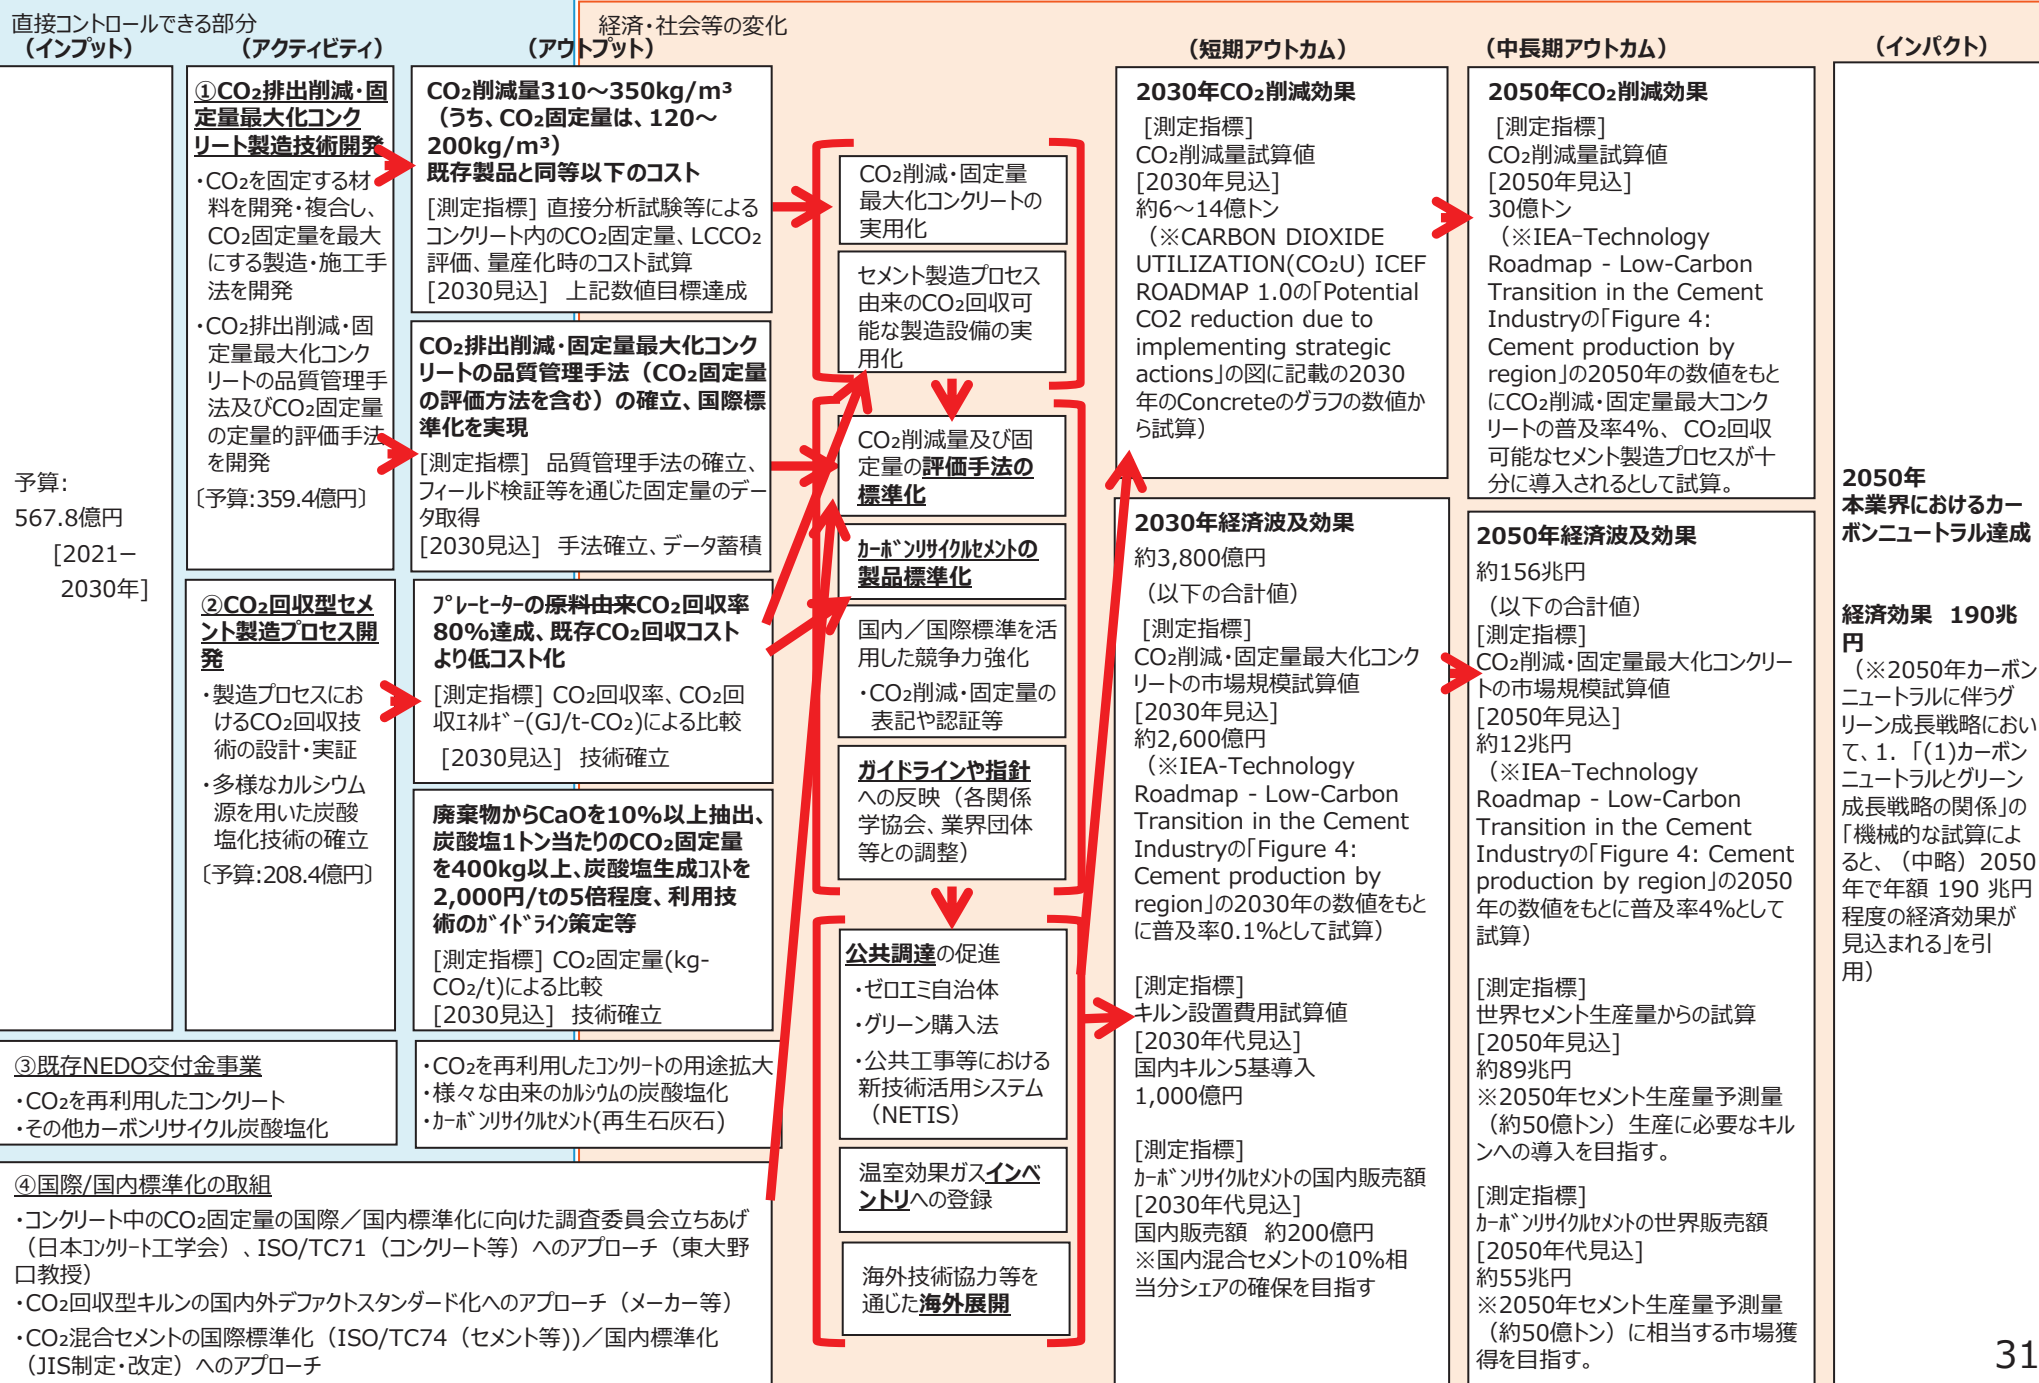 直接コントロールできる部分
（インプット）
（アクティビティ）
（アウトプット）
経済・社会等の変化
（短期アウトカム）
（中長期アウトカム）
（インパクト）
予算:
567.8億円
[2021ー
2030年]
①CO₂排出削減・固
定量最大化コンク
リート製造技術開発
・CO₂を固定する材
料を開発・複合し、
CO₂固定量を最大
にする製造・施工手
法を開発
・CO₂排出削減・固
定量最大化コンク
リートの品質管理手
法及びCO₂固定量
の定量的評価手法
を開発
〔予算:359.4億円〕
②CO₂回収型セメ
ント製造プロセス開
発
・製造プロセスにお
けるCO₂回収技
術の設計・実証
・多様なカルシウム
源を用いた炭酸
塩化技術の確立
〔予算:208.4億円〕
③既存NEDO交付金事業
・CO₂を再利用したコンクリート
・その他カーボンリサイクル炭酸塩化
④国際/国内標準化の取組
・コンクリート中のCO₂固定量の国際／国内標準化に向けた調査委員会立ちあげ
（日本ｺﾝｸﾘｰﾄ工学会）、ISO/TC71（コンクリート等）へのアプローチ（東大野
口教授）
・CO₂回収型キルンの国内外デファクトスタンダード化へのアプローチ（メーカー等）
・CO₂混合セメントの国際標準化（ISO/TC74（セメント等))／国内標準化
（JIS制定・改定）へのアプローチ
CO₂削減量310～350kg/m³
（うち、CO₂固定量は、120～
200kg/m³）
既存製品と同等以下のコスト
[測定指標] 直接分析試験等による
コンクリート内のCO₂固定量、LCCO₂
評価、量産化時のコスト試算
[2030見込] 上記数値目標達成
CO₂排出削減・固定量最大化コンク
リートの品質管理手法（CO₂固定量
の評価方法を含む）の確立、国際標
準化を実現
[測定指標] 品質管理手法の確立、
フィールド検証等を通じた固定量のデー
タ取得
[2030見込] 手法確立、データ蓄積
ﾌﾟﾚｰﾋｰﾀｰの原料由来CO₂回収率
80%達成、既存CO₂回収コスト
より低コスト化
[測定指標] CO₂回収率、CO₂回
収ｴﾈﾙｷﾞｰ(GJ/t-CO₂)による比較
[2030見込] 技術確立
廃棄物からCaOを10%以上抽出、
炭酸塩1トン当たりのCO₂固定量
を400kg以上、炭酸塩生成ｺｽﾄを
2,000円/tの5倍程度、利用技
術のｶﾞｲﾄﾞﾗｲﾝ策定等
[測定指標] CO₂固定量(kg-
CO₂/t)による比較
[2030見込] 技術確立
・CO₂を再利用したｺﾝｸﾘｰﾄの用途拡大
・様々な由来のｶﾙｼｳﾑの炭酸塩化
・ｶｰﾎﾞﾝﾘｻｲｸﾙｾﾒﾝﾄ(再生石灰石)
CO₂削減・固定量
最大化コンクリートの
実用化
セメント製造プロセス
由来のCO₂回収可
能な製造設備の実
用化
CO₂削減量及び固
定量の評価手法の
標準化
ｶｰﾎﾞﾝﾘｻｲｸﾙｾﾒﾝﾄの
製品標準化
国内／国際標準を活
用した競争力強化
・CO₂削減・固定量の
表記や認証等
ガイドラインや指針
への反映（各関係
学協会、業界団体
等との調整）
公共調達の促進
・ゼロエミ自治体
・グリーン購入法
・公共工事等における
新技術活用システム
（NETIS）
温室効果ガスインベ
ントリへの登録
海外技術協力等を
通じた海外展開
2030年CO₂削減効果
[測定指標]
CO₂削減量試算値
[2030年見込]
約6～14億トン
（※CARBON DIOXIDE
UTILIZATION(CO₂U) ICEF
ROADMAP 1.0の「Potential
CO2 reduction due to
implementing strategic
actions」の図に記載の2030
年のConcreteのグラフの数値か
ら試算）
2030年経済波及効果
約3,800億円
（以下の合計値）
[測定指標]
CO₂削減・固定量最大化コンク
リートの市場規模試算値
[2030年見込]
約2,600億円
（※IEA-Technology
Roadmap - Low-Carbon
Transition in the Cement
Industryの「Figure 4:
Cement production by
region」の2030年の数値をもと
に普及率0.1%として試算）
[測定指標]
キルン設置費用試算値
[2030年代見込]
国内キルン5基導入
1,000億円
[測定指標]
ｶｰﾎﾞﾝﾘｻｲｸﾙｾﾒﾝﾄの国内販売額
[2030年代見込]
国内販売額 約200億円
※国内混合セメントの10%相
当分シェアの確保を目指す
2050年CO₂削減効果
[測定指標]
CO₂削減量試算値
[2050年見込]
30億トン
（※IEA-Technology
Roadmap - Low-Carbon
Transition in the Cement
Industryの「Figure 4:
Cement production by
region」の2050年の数値をもと
にCO₂削減・固定量最大コンク
リートの普及率4%、CO₂回収
可能なセメント製造プロセスが十
分に導入されるとして試算。
2050年経済波及効果
約156兆円
（以下の合計値）
[測定指標]
CO₂削減・固定量最大化コンクリー
トの市場規模試算値
[2050年見込]
約12兆円
（※IEA-Technology
Roadmap - Low-Carbon
Transition in the Cement
Industryの「Figure 4: Cement
production by region」の2050
年の数値をもとに普及率4%として
試算）
[測定指標]
世界セメント生産量からの試算
[2050年見込]
約89兆円
※2050年セメント生産量予測量
（約50億トン）生産に必要なキル
ンへの導入を目指す。
[測定指標]
ｶｰﾎﾞﾝﾘｻｲｸﾙｾﾒﾝﾄの世界販売額
[2050年代見込]
約55兆円
※2050年セメント生産量予測量
（約50億トン）に相当する市場獲
得を目指す。
2050年
本業界におけるカー
ボンニュートラル達成
経済効果 190兆
円
（※2050年カーボン
ニュートラルに伴うグ
リーン成長戦略におい
て、1. 「(1)カーボン
ニュートラルとグリーン
成長戦略の関係」の
「機械的な試算によ
ると、（中略）2050
年で年額 190 兆円
程度の経済効果が
見込まれる」を引
用）
31